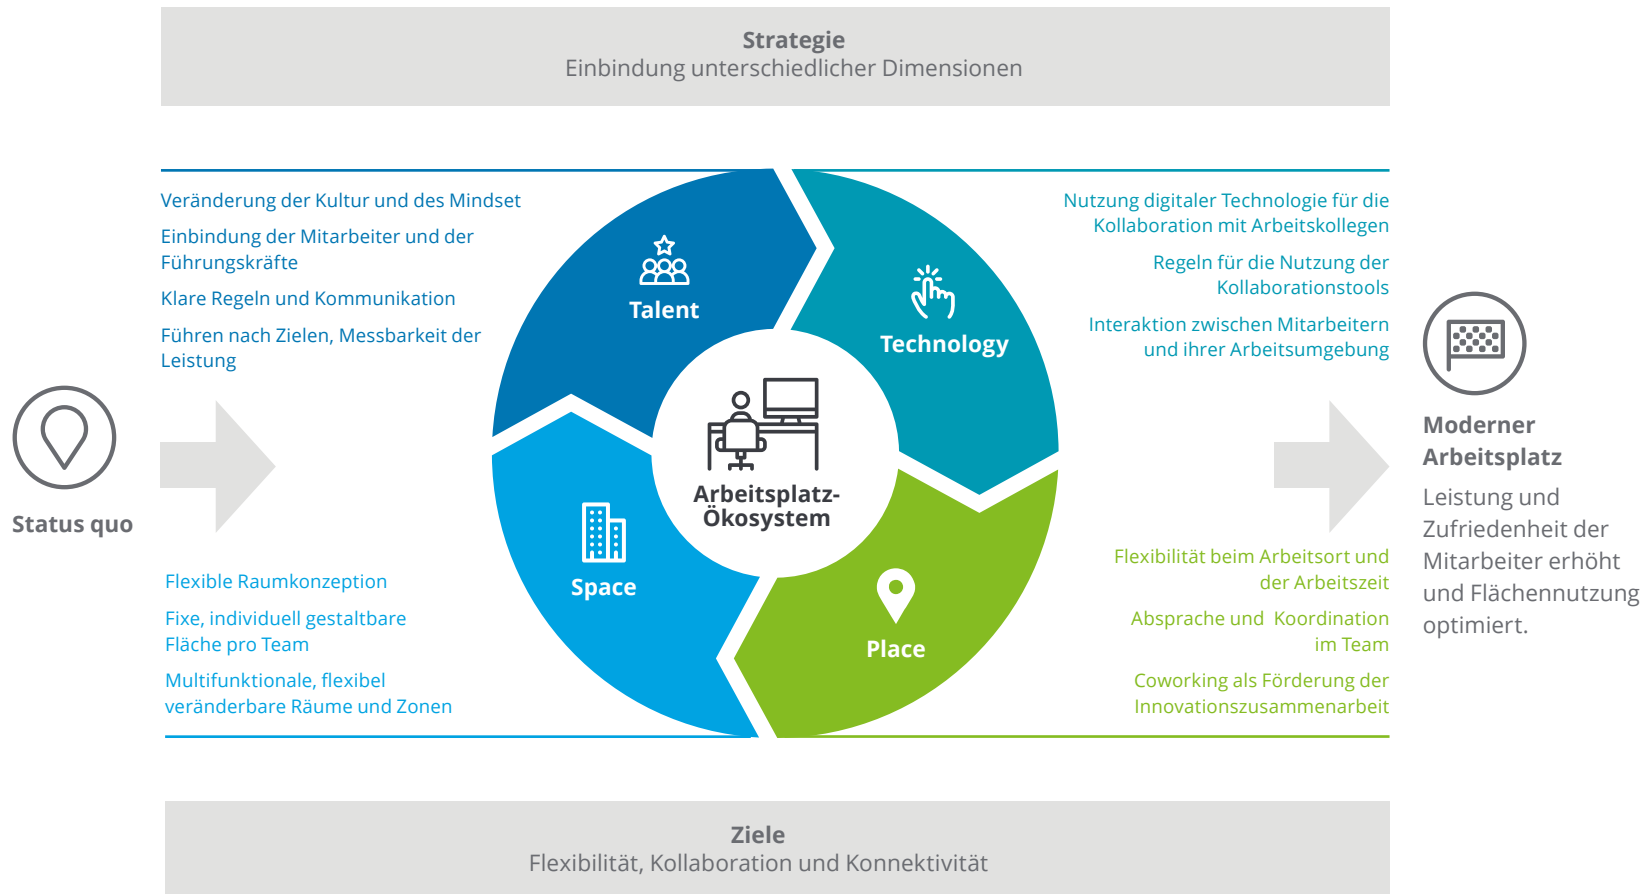 Strategie
Einbindung unterschiedlicher Dimensionen
Veränderung der Kultur und des Mindset
Einbindung der Mitarbeiter und der
Führungskräfte
Klare Regeln und Kommunikation
Führen nach Zielen, Messbarkeit der
Leistung
Talent
Technology
Nutzung digitaler Technologie für die
Kollaboration mit Arbeitskollegen
Regeln für die Nutzung der
Kollaborationstools
Interaktion zwischen Mitarbeitern
und ihrer Arbeitsumgebung
Status quo
Arbeitsplatz-
Ökosystem
Moderner
Arbeitsplatz
Leistung und
Zufriedenheit der
Mitarbeiter erhöht
und Flächennutzung
optimiert.
Flexible Raumkonzeption
Fixe, individuell gestaltbare
Fläche pro Team
Multifunktionale, flexibel
veränderbare Räume und Zonen
Space
Place
Flexibilität beim Arbeitsort und
der Arbeitszeit
Absprache und  Koordination
im Team
Coworking als Förderung der
Innovationszusammenarbeit
Ziele
Flexibilität, Kollaboration und Konnektivität